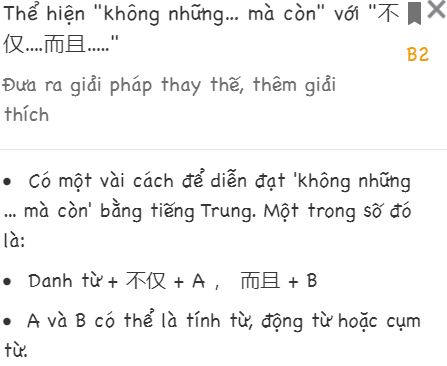 Thể hiện "không những... mà còn" với "不
仅....而且....."
B2
Đưa ra giải pháp thay thế, thêm giải
thích
• Có một vài cách để diễn đạt 'không những
... mà còn' bằng tiếng Trung. Một trong số đó
là:
• Danh từ + 不仅 + A ， 而且 + B
• A và B có thể là tính từ, động từ hoặc cụm
từ.